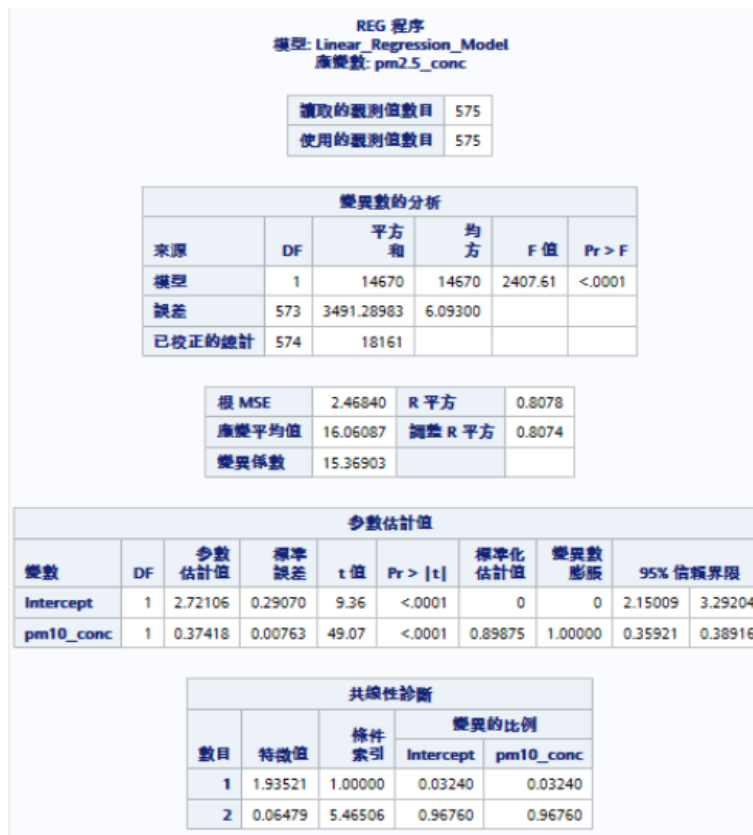 REG 程序
模型: Linear_Regression_Model
應變數: pm2.5_conc
讀取的觀測值數目 575
使用的觀測值數目 575
變異數的分析
來源 DF 平方和 均方 F 值 Pr > F
模型 1 14670 14670 2407.61 <.0001
誤差 573 3491.28983 6.09300
已校正的總計 574 18161
根 MSE 2.46840 R 平方 0.8078
應變平均值 16.06087 調整 R 平方 0.8074
變異係數 15.36903
參數估計值
變數 DF 參數估計值 標準誤差 t 值 Pr > |t| 標準化估計值 變異數膨脹 95% 信賴界限
Intercept 1 2.72106 0.29070 9.36 <.0001 0 0 2.15009 3.29204
pm10_conc 1 0.37418 0.00763 49.07 <.0001 0.89875 1.00000 0.35921 0.38916
共線性診斷
數目 特徵值 條件索引 變異的比例
Intercept pm10_conc
1 1.93521 1.00000 0.03240 0.03240
2 0.06479 5.46506 0.96760 0.96760